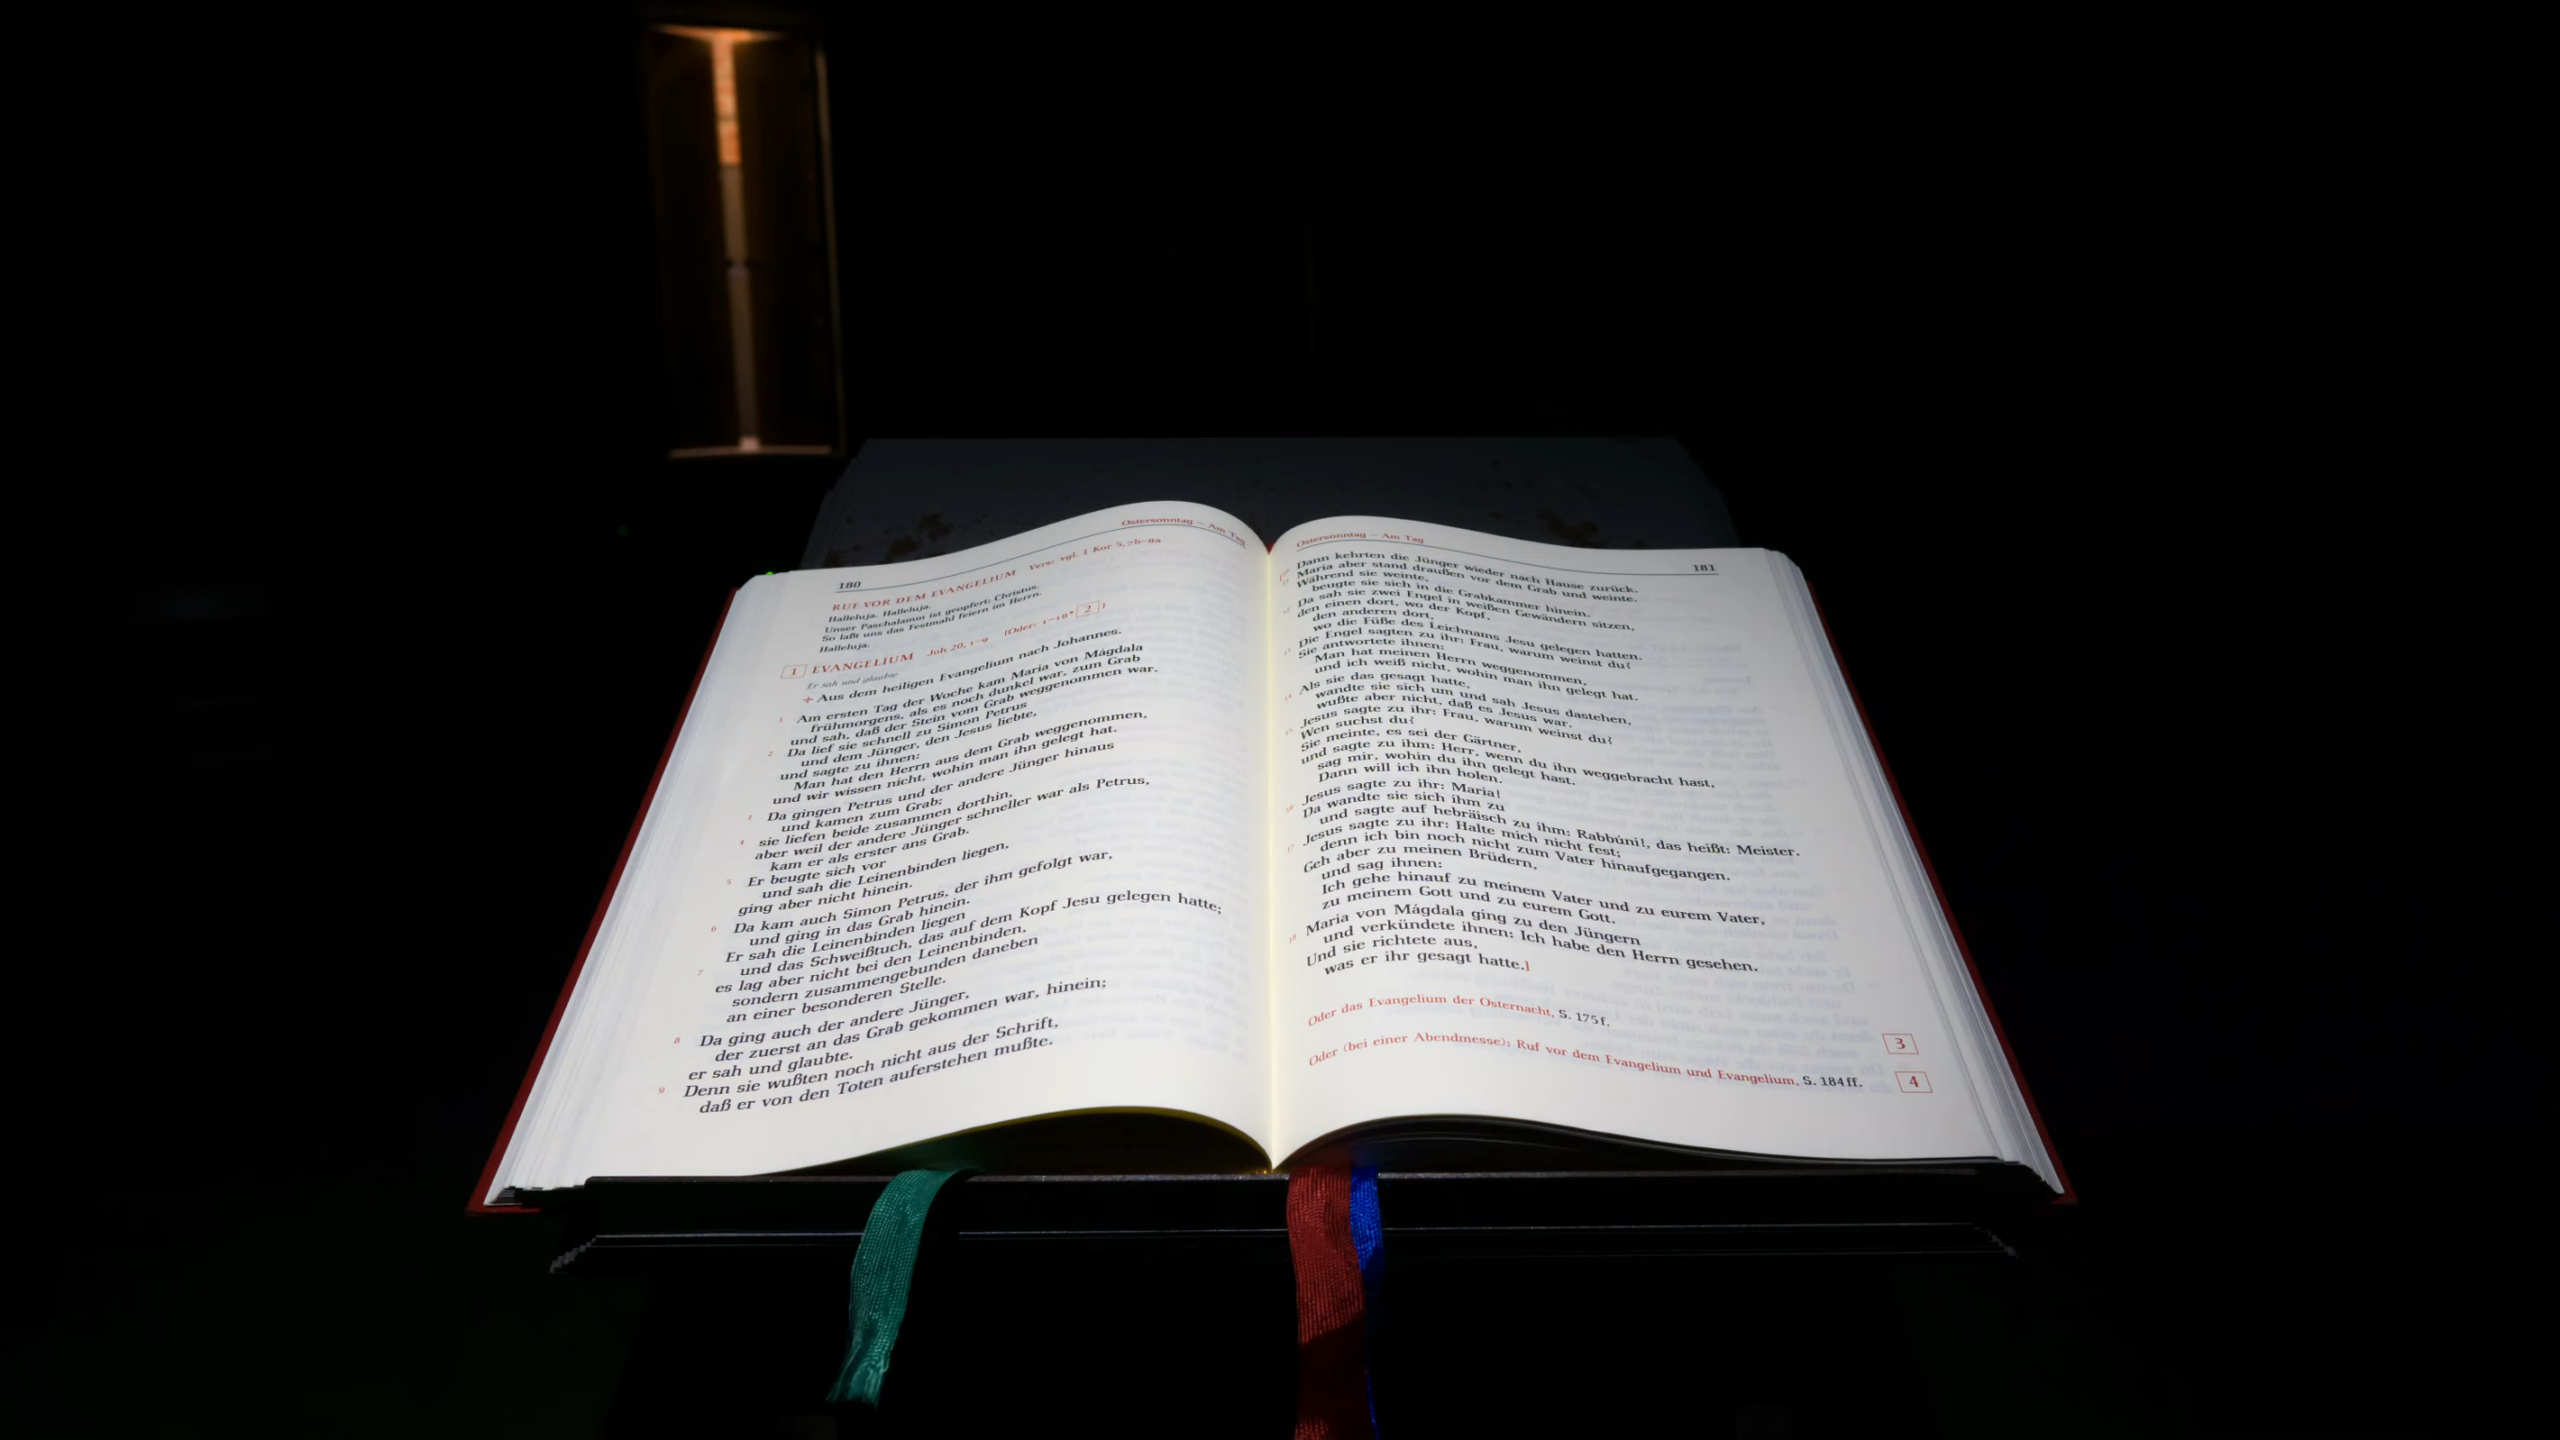 Ostersonntag – Am Tag
180
RUF VOR DEM EVANGELIUM Vers: vgl. 1 Kor 5, 7b–8a
Halleluja. Halleluja.
Unser Paschalamm ist geopfert: Christus.
So laßt uns das Festmahl feiern im Herrn.
Halleluja.
1 EVANGELIUM Joh 20, 1–9 [Oder: 1–18* 2 ]
Er sah und glaubte
+ Aus dem heiligen Evangelium nach Johannes.
1 Am ersten Tag der Woche kam Maria von Mágdala
frühmorgens, als es noch dunkel war, zum Grab
und sah, daß der Stein vom Grab weggenommen war.
2 Da lief sie schnell zu Simon Petrus
und dem Jünger, den Jesus liebte,
und sagte zu ihnen:
Man hat den Herrn aus dem Grab weggenommen,
und wir wissen nicht, wohin man ihn gelegt hat.
3 Da gingen Petrus und der andere Jünger hinaus
und kamen zum Grab;
4 sie liefen beide zusammen dorthin,
aber weil der andere Jünger schneller war als Petrus,
kam er als erster ans Grab.
5 Er beugte sich vor
und sah die Leinenbinden liegen,
ging aber nicht hinein.
6 Da kam auch Simon Petrus, der ihm gefolgt war,
und ging in das Grab hinein.
Er sah die Leinenbinden liegen
7 und das Schweißtuch, das auf dem Kopf Jesu gelegen hatte;
es lag aber nicht bei den Leinenbinden,
sondern zusammengebunden daneben
an einer besonderen Stelle.
8 Da ging auch der andere Jünger,
der zuerst an das Grab gekommen war, hinein;
er sah und glaubte.
9 Denn sie wußten noch nicht aus der Schrift,
daß er von den Toten auferstehen mußte.
Ostersonntag – Am Tag
181
Dann kehrten die Jünger wieder nach Hause zurück.
Maria aber stand draußen vor dem Grab und weinte.
Während sie weinte,
beugte sie sich in die Grabkammer hinein.
Da sah sie zwei Engel in weißen Gewändern sitzen,
den einen dort, wo der Kopf,
den anderen dort,
wo die Füße des Leichnams Jesu gelegen hatten.
Die Engel sagten zu ihr: Frau, warum weinst du?
Sie antwortete ihnen:
Man hat meinen Herrn weggenommen,
und ich weiß nicht, wohin man ihn gelegt hat.
14 Als sie das gesagt hatte,
wandte sie sich um und sah Jesus dastehen,
wußte aber nicht, daß es Jesus war.
15 Jesus sagte zu ihr: Frau, warum weinst du?
Wen suchst du?
Sie meinte, es sei der Gärtner,
und sagte zu ihm: Herr, wenn du ihn weggebracht hast,
sag mir, wohin du ihn gelegt hast.
Dann will ich ihn holen.
16 Jesus sagte zu ihr: Maria!
Da wandte sie sich ihm zu
und sagte auf hebräisch zu ihm: Rabbúni!, das heißt: Meister.
17 Jesus sagte zu ihr: Halte mich nicht fest;
denn ich bin noch nicht zum Vater hinaufgegangen.
Geh aber zu meinen Brüdern,
und sag ihnen:
Ich gehe hinauf zu meinem Vater und zu eurem Vater,
zu meinem Gott und zu eurem Gott.
18 Maria von Mágdala ging zu den Jüngern
und verkündete ihnen: Ich habe den Herrn gesehen.
Und sie richtete aus,
was er ihr gesagt hatte.]
Oder das Evangelium der Osternacht, S. 175 f. 3
Oder (bei einer Abendmesse): Ruf vor dem Evangelium und Evangelium, S. 184 ff. 4